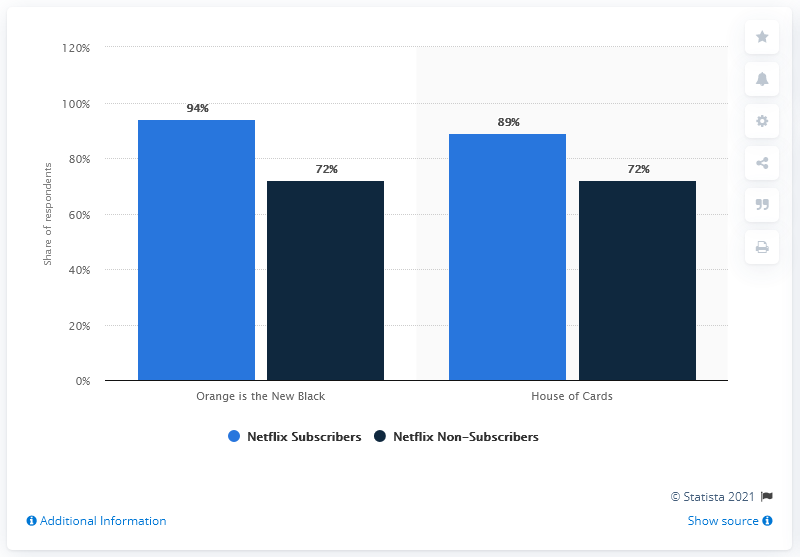 120%
100%
80%
60%
40%
20%
0%
Share of respondents
94%
72%
89%
72%
Orange is the New Black
House of Cards
Netflix Subscribers
Netflix Non-Subscribers
© Statista 2021
Additional Information
Show source